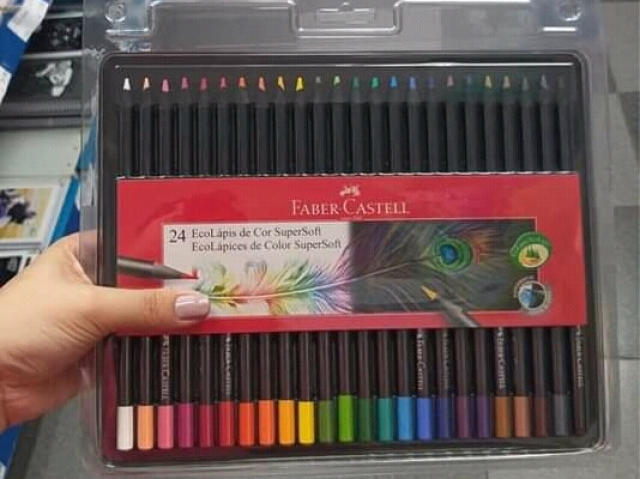 FABER-CASTELL
24 EcoLápis de Cor SuperSoft
EcoLápices de Color SuperSoft